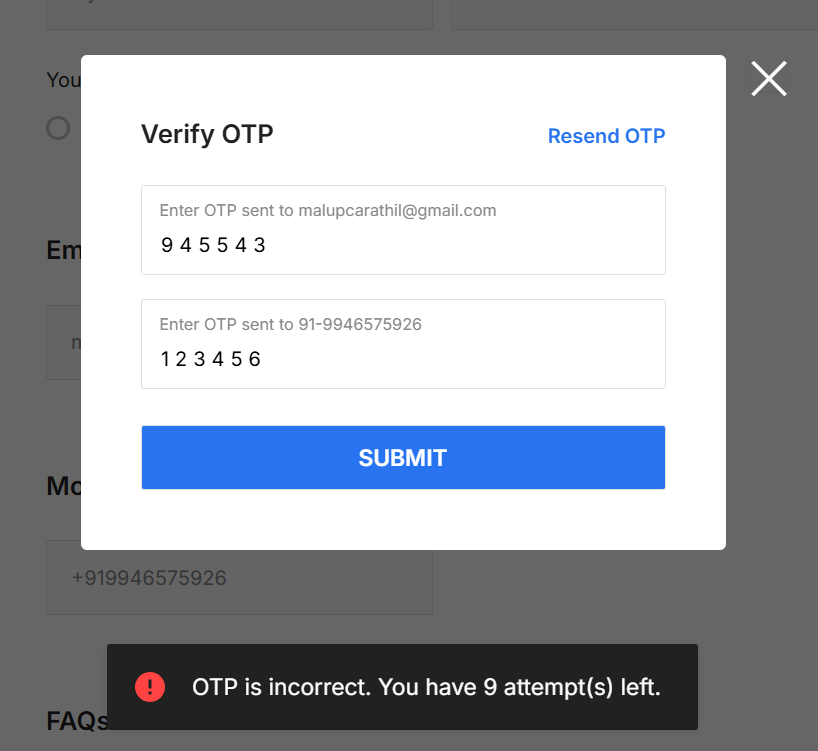 You
Verify OTP
Resend OTP
Enter OTP sent to malupcarathil@gmail.com
9 4 5 5 4 3
Em
Enter OTP sent to 91-9946575926
1 2 3 4 5 6
SUBMIT
Mo
+919946575926
OTP is incorrect. You have 9 attempt(s) left.
FAQs